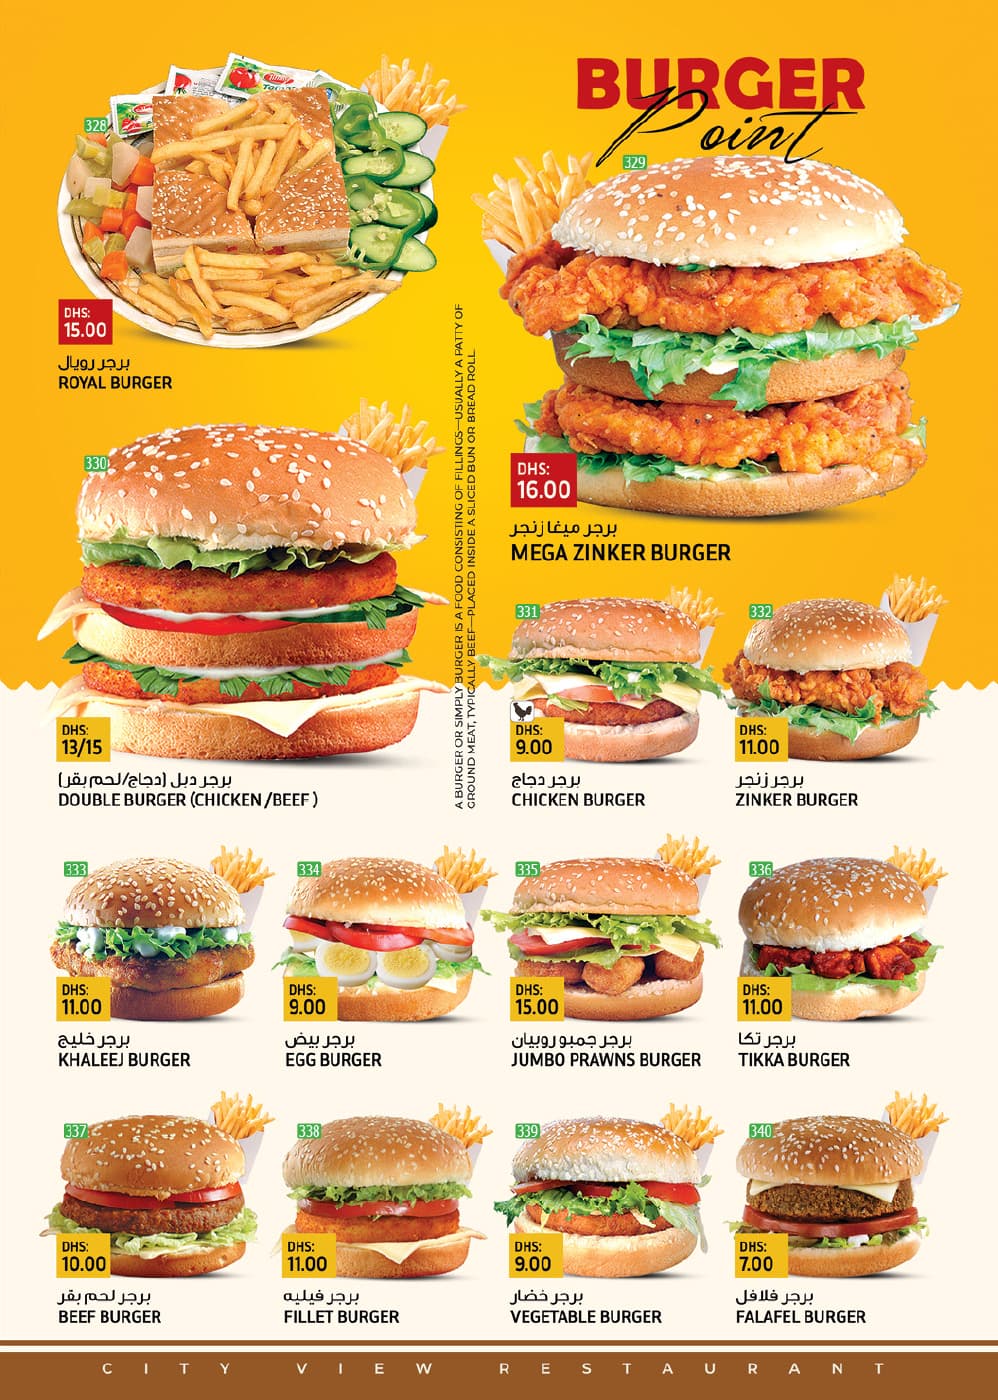 BURGER
Point
328
DHS:
15.00
برجر رويال
ROYAL BURGER
329
DHS:
16.00
برجر ميغا زنجر
MEGA ZINKER BURGER
330
DHS:
13/15
برجر دبل (دجاج/لحم بقر)
DOUBLE BURGER (CHICKEN /BEEF )
A BURGER OR SIMPLY BURGER IS A FOOD CONSISTING OF FILLINGS—USUALLY A PATTY OF
GROUND MEAT, TYPICALLY BEEF—PLACED INSIDE A SLICED BUN OR BREAD ROLL
331
DHS:
9.00
برجر دجاج
CHICKEN BURGER
332
DHS:
11.00
برجر زنجر
ZINKER BURGER
333
DHS:
11.00
برجر خليج
KHALEEJ BURGER
334
DHS:
9.00
برجر بيض
EGG BURGER
335
DHS:
15.00
برجر جمبو روبيان
JUMBO PRAWNS BURGER
336
DHS:
11.00
برجر تكا
TIKKA BURGER
337
DHS:
10.00
برجر لحم بقر
BEEF BURGER
338
DHS:
11.00
برجر فيليه
FILLET BURGER
339
DHS:
9.00
برجر خضار
VEGETABLE BURGER
340
DHS:
7.00
برجر فلافل
FALAFEL BURGER
CITY VIEW RESTAURANT